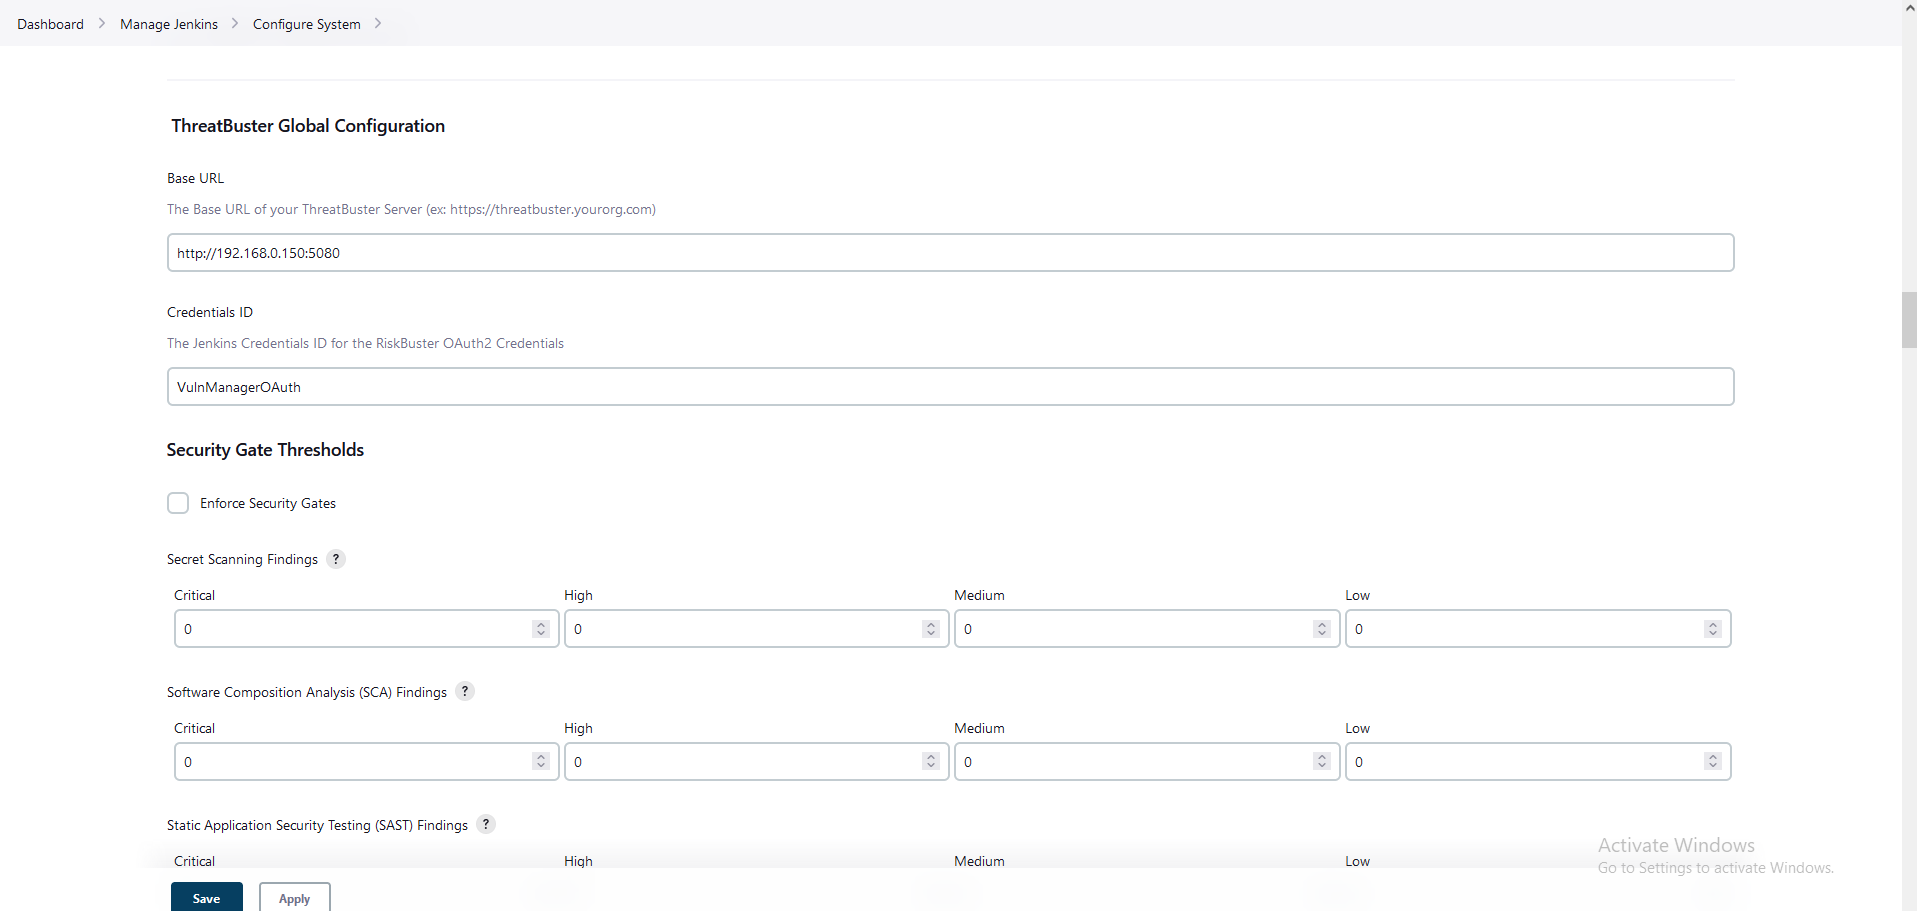 Dashboard > Manage Jenkins > Configure System >
ThreatBuster Global Configuration
Base URL
The Base URL of your ThreatBuster Server (ex: https://threatbuster.yourorg.com)
http://192.168.0.150:5080
Credentials ID
The Jenkins Credentials ID for the RiskBuster OAuth2 Credentials
VulnManagerOAuth
Security Gate Thresholds
Enforce Security Gates
Secret Scanning Findings ?
Critical High Medium Low
0 0 0 0
Software Composition Analysis (SCA) Findings ?
Critical High Medium Low
0 0 0 0
Static Application Security Testing (SAST) Findings ?
Critical High Medium Low
Activate Windows
Go to Settings to activate Windows.
Save Apply